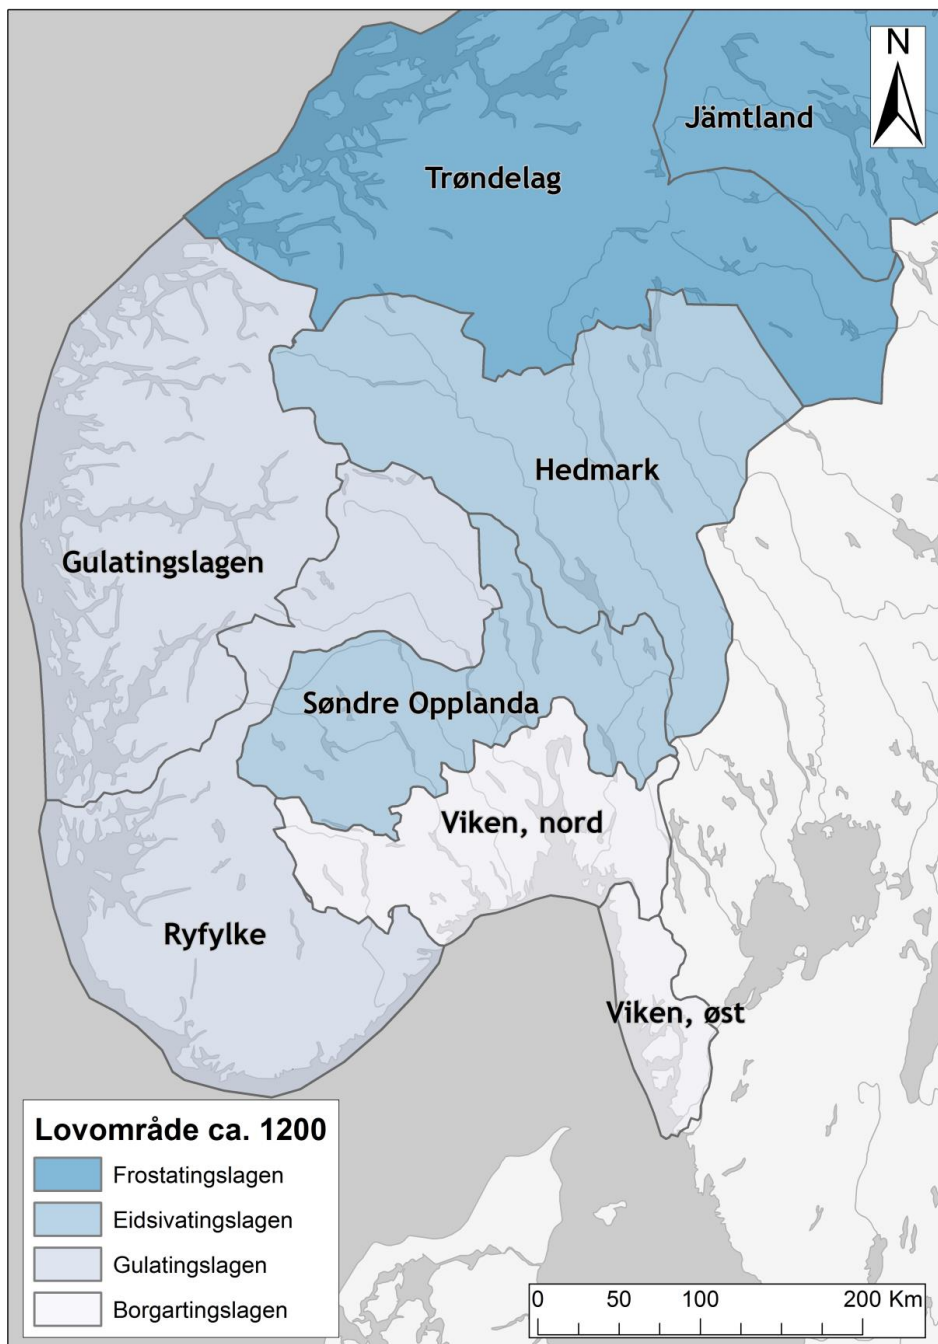 N
Jämtland
Trøndelag
Hedmark
Gulatingslagen
Søndre Opplanda
Viken, nord
Ryfylke
Viken, øst
Lovområde ca. 1200
Frostatingslagen
Eidsivatingslagen
Gulatingslagen
Borgartingslagen
0 50 100 200 Km